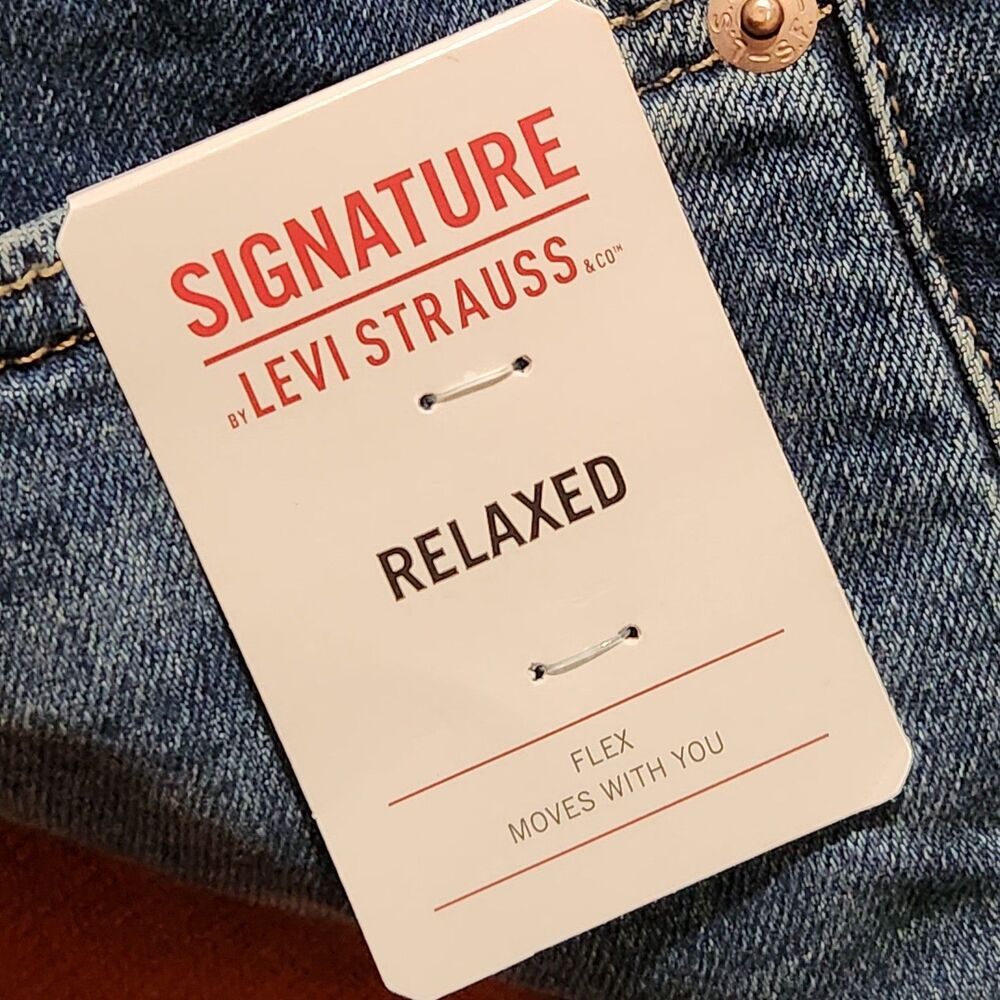 SIGNATURE
BY LEVI STRAUSS & CO™
RELAXED
FLEX
MOVES WITH YOU